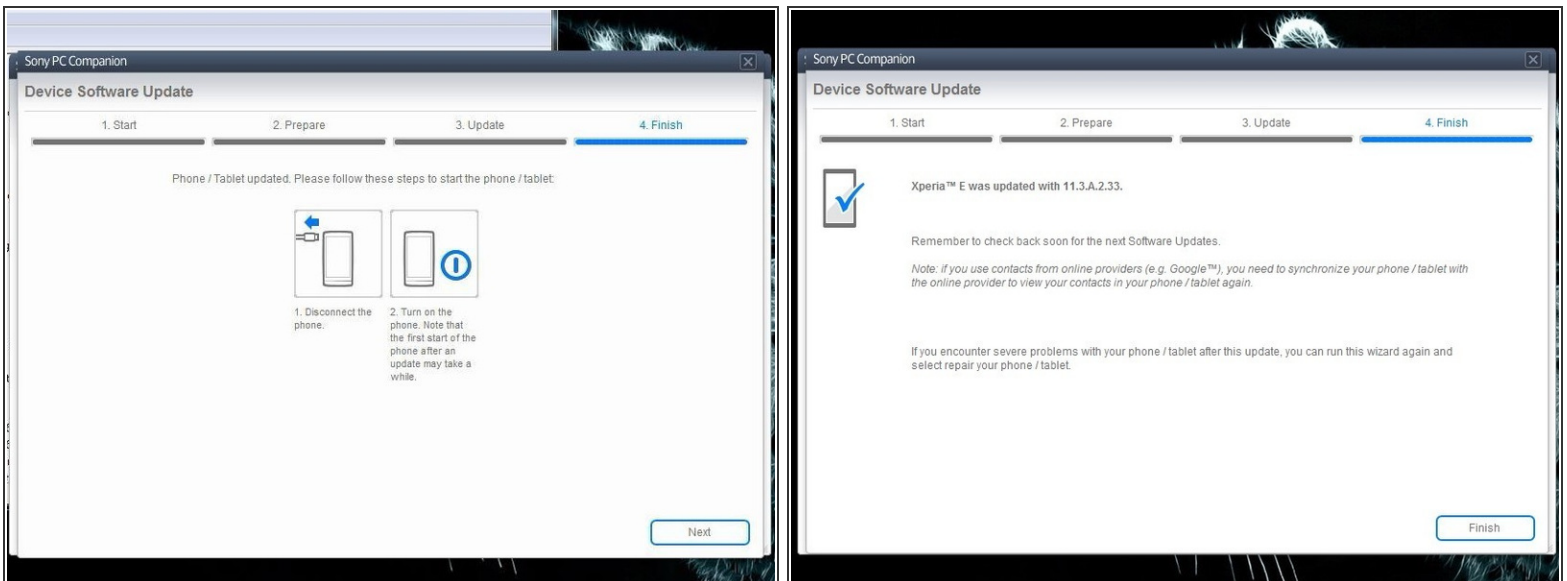 Sony PC Companion
Device Software Update
1. Start
2. Prepare
3. Update
4. Finish
Phone / Tablet updated. Please follow these steps to start the phone / tablet:
1. Disconnect the
phone.
2. Turn on the
phone. Note that
the first start of the
phone after an
update may take a
while.
Next
Sony PC Companion
Device Software Update
1. Start
2. Prepare
3. Update
4. Finish
Xperia™ E was updated with 11.3.A.2.33.
Remember to check back soon for the next Software Updates.
Note: if you use contacts from online providers (e.g. Google™), you need to synchronize your phone / tablet with
the online provider to view your contacts in your phone / tablet again.
If you encounter severe problems with your phone / tablet after this update, you can run this wizard again and
select repair your phone / tablet.
Finish